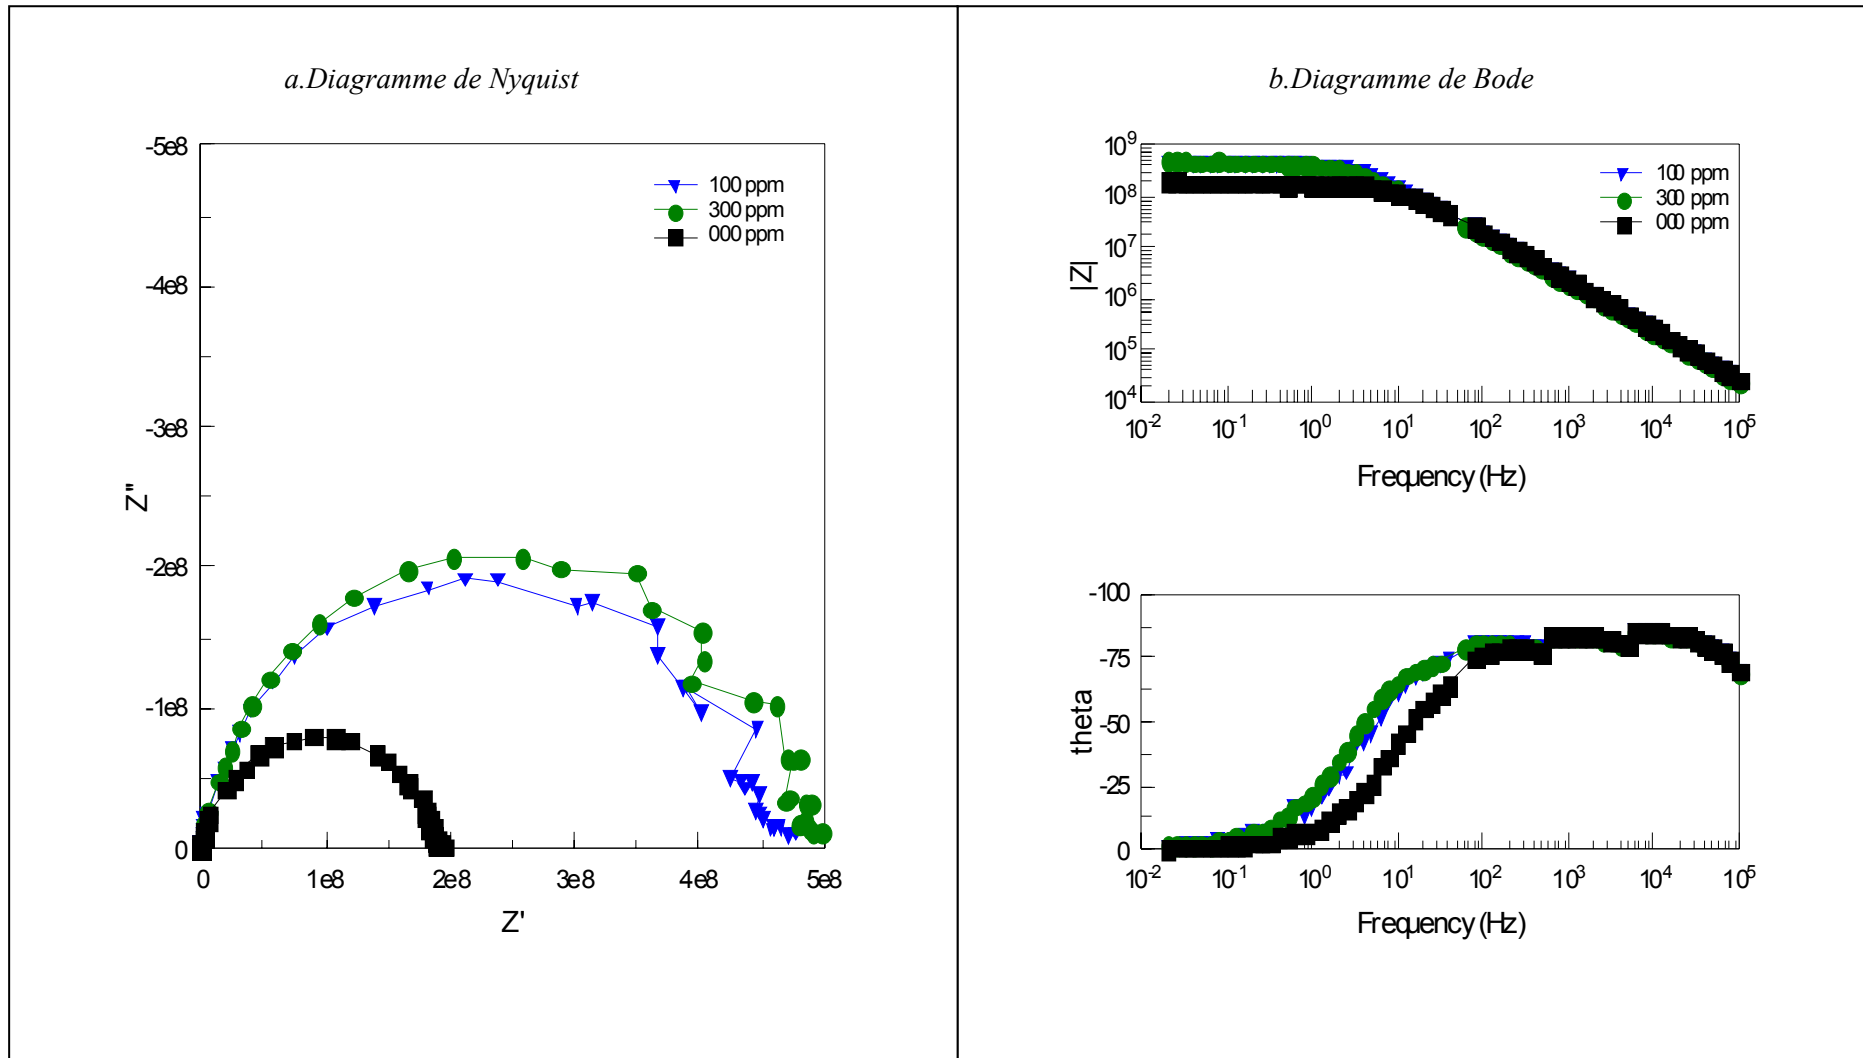 a.Diagramme de Nyquist
-5e8
100 ppm
300 ppm
000 ppm
-4e8
-3e8
Z"
-2e8
-1e8
0
0 1e8 2e8 3e8 4e8 5e8
Z'
b.Diagramme de Bode
10^9
100 ppm
300 ppm
000 ppm
10^8
10^7
|Z|
10^6
10^5
10^4
10^-2 10^-1 10^0 10^1 10^2 10^3 10^4 10^5
Frequency (Hz)
-100
-75
-50
theta
-25
0
10^-2 10^-1 10^0 10^1 10^2 10^3 10^4 10^5
Frequency (Hz)